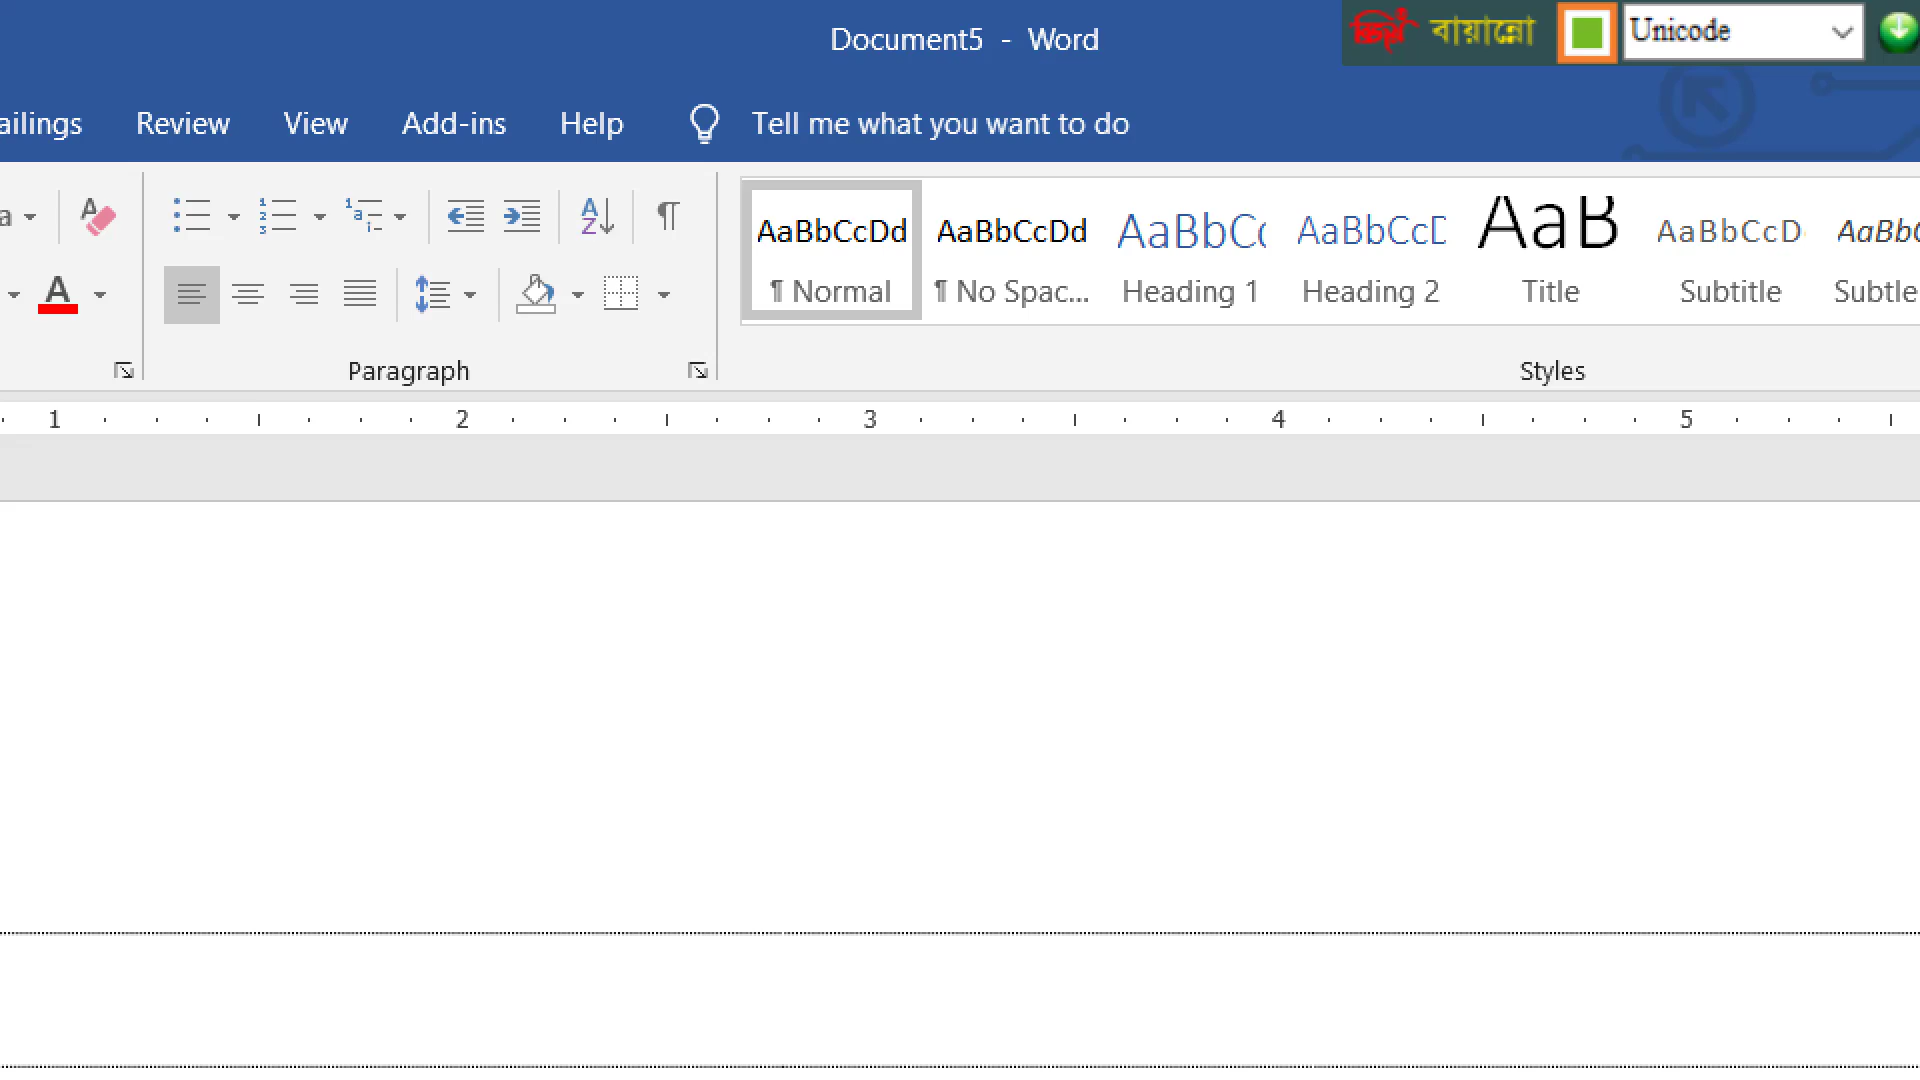 Document5 - Word
বায়ান্নো
Unicode
ailings Review View Add-ins Help Tell me what you want to do
AaBbCcDd AaBbCcDd AaBbCc AaBbCcD AaB AaBbCcD AaBbC
¶ Normal ¶ No Spac... Heading 1 Heading 2 Title Subtitle Subtle
Paragraph Styles
1 2 3 4 5